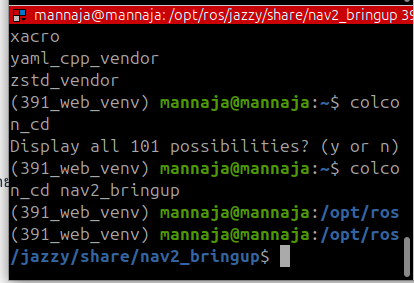 mannaja@mannaja: /opt/ros/jazzy/share/nav2_bringup 39
xacro
yaml_cpp_vendor
zstd_vendor
(391_web_venv) mannaja@mannaja:~$ colco
n_cd
Display all 101 possibilities? (y or n)
(391_web_venv) mannaja@mannaja:~$ colco
n_cd nav2_bringup
(391_web_venv) mannaja@mannaja:/opt/ros
(391_web_venv) mannaja@mannaja:/opt/ros
/jazzy/share/nav2_bringup$